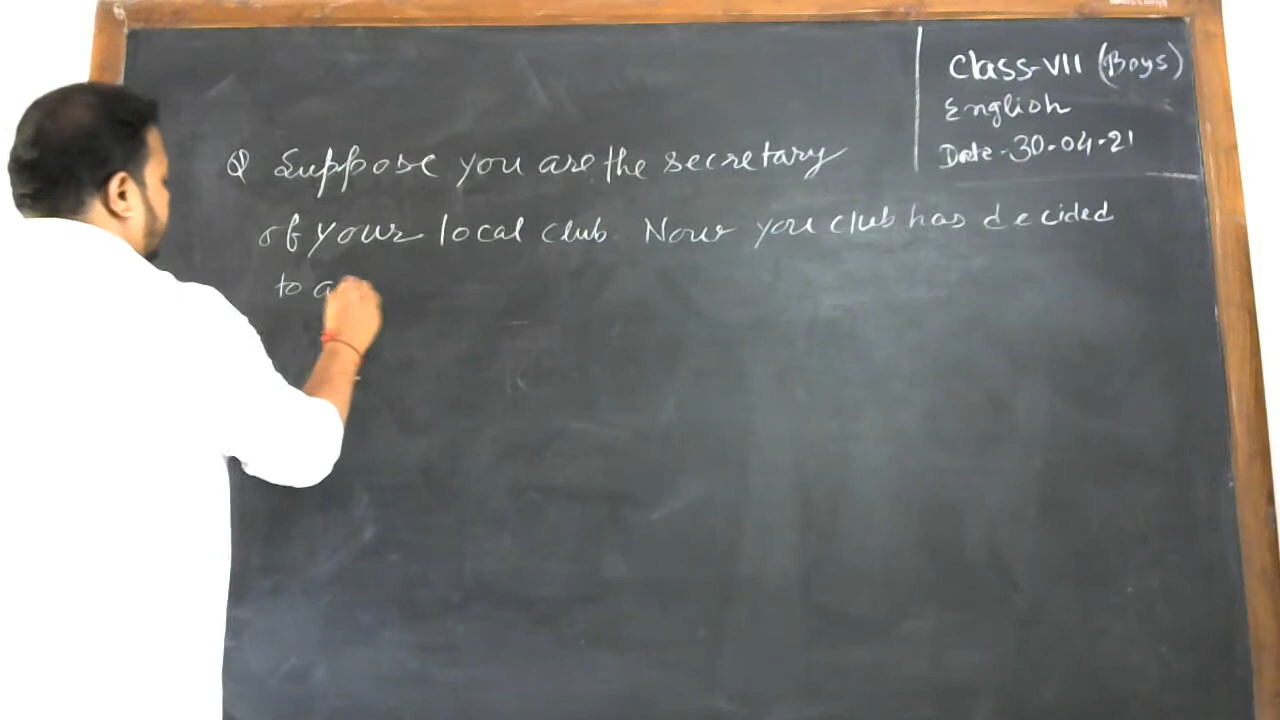 Class-VII (Boys)
English
Date-30-04-21
Q Suppose you are the secretary
of your local club. Now you club has decided
to a